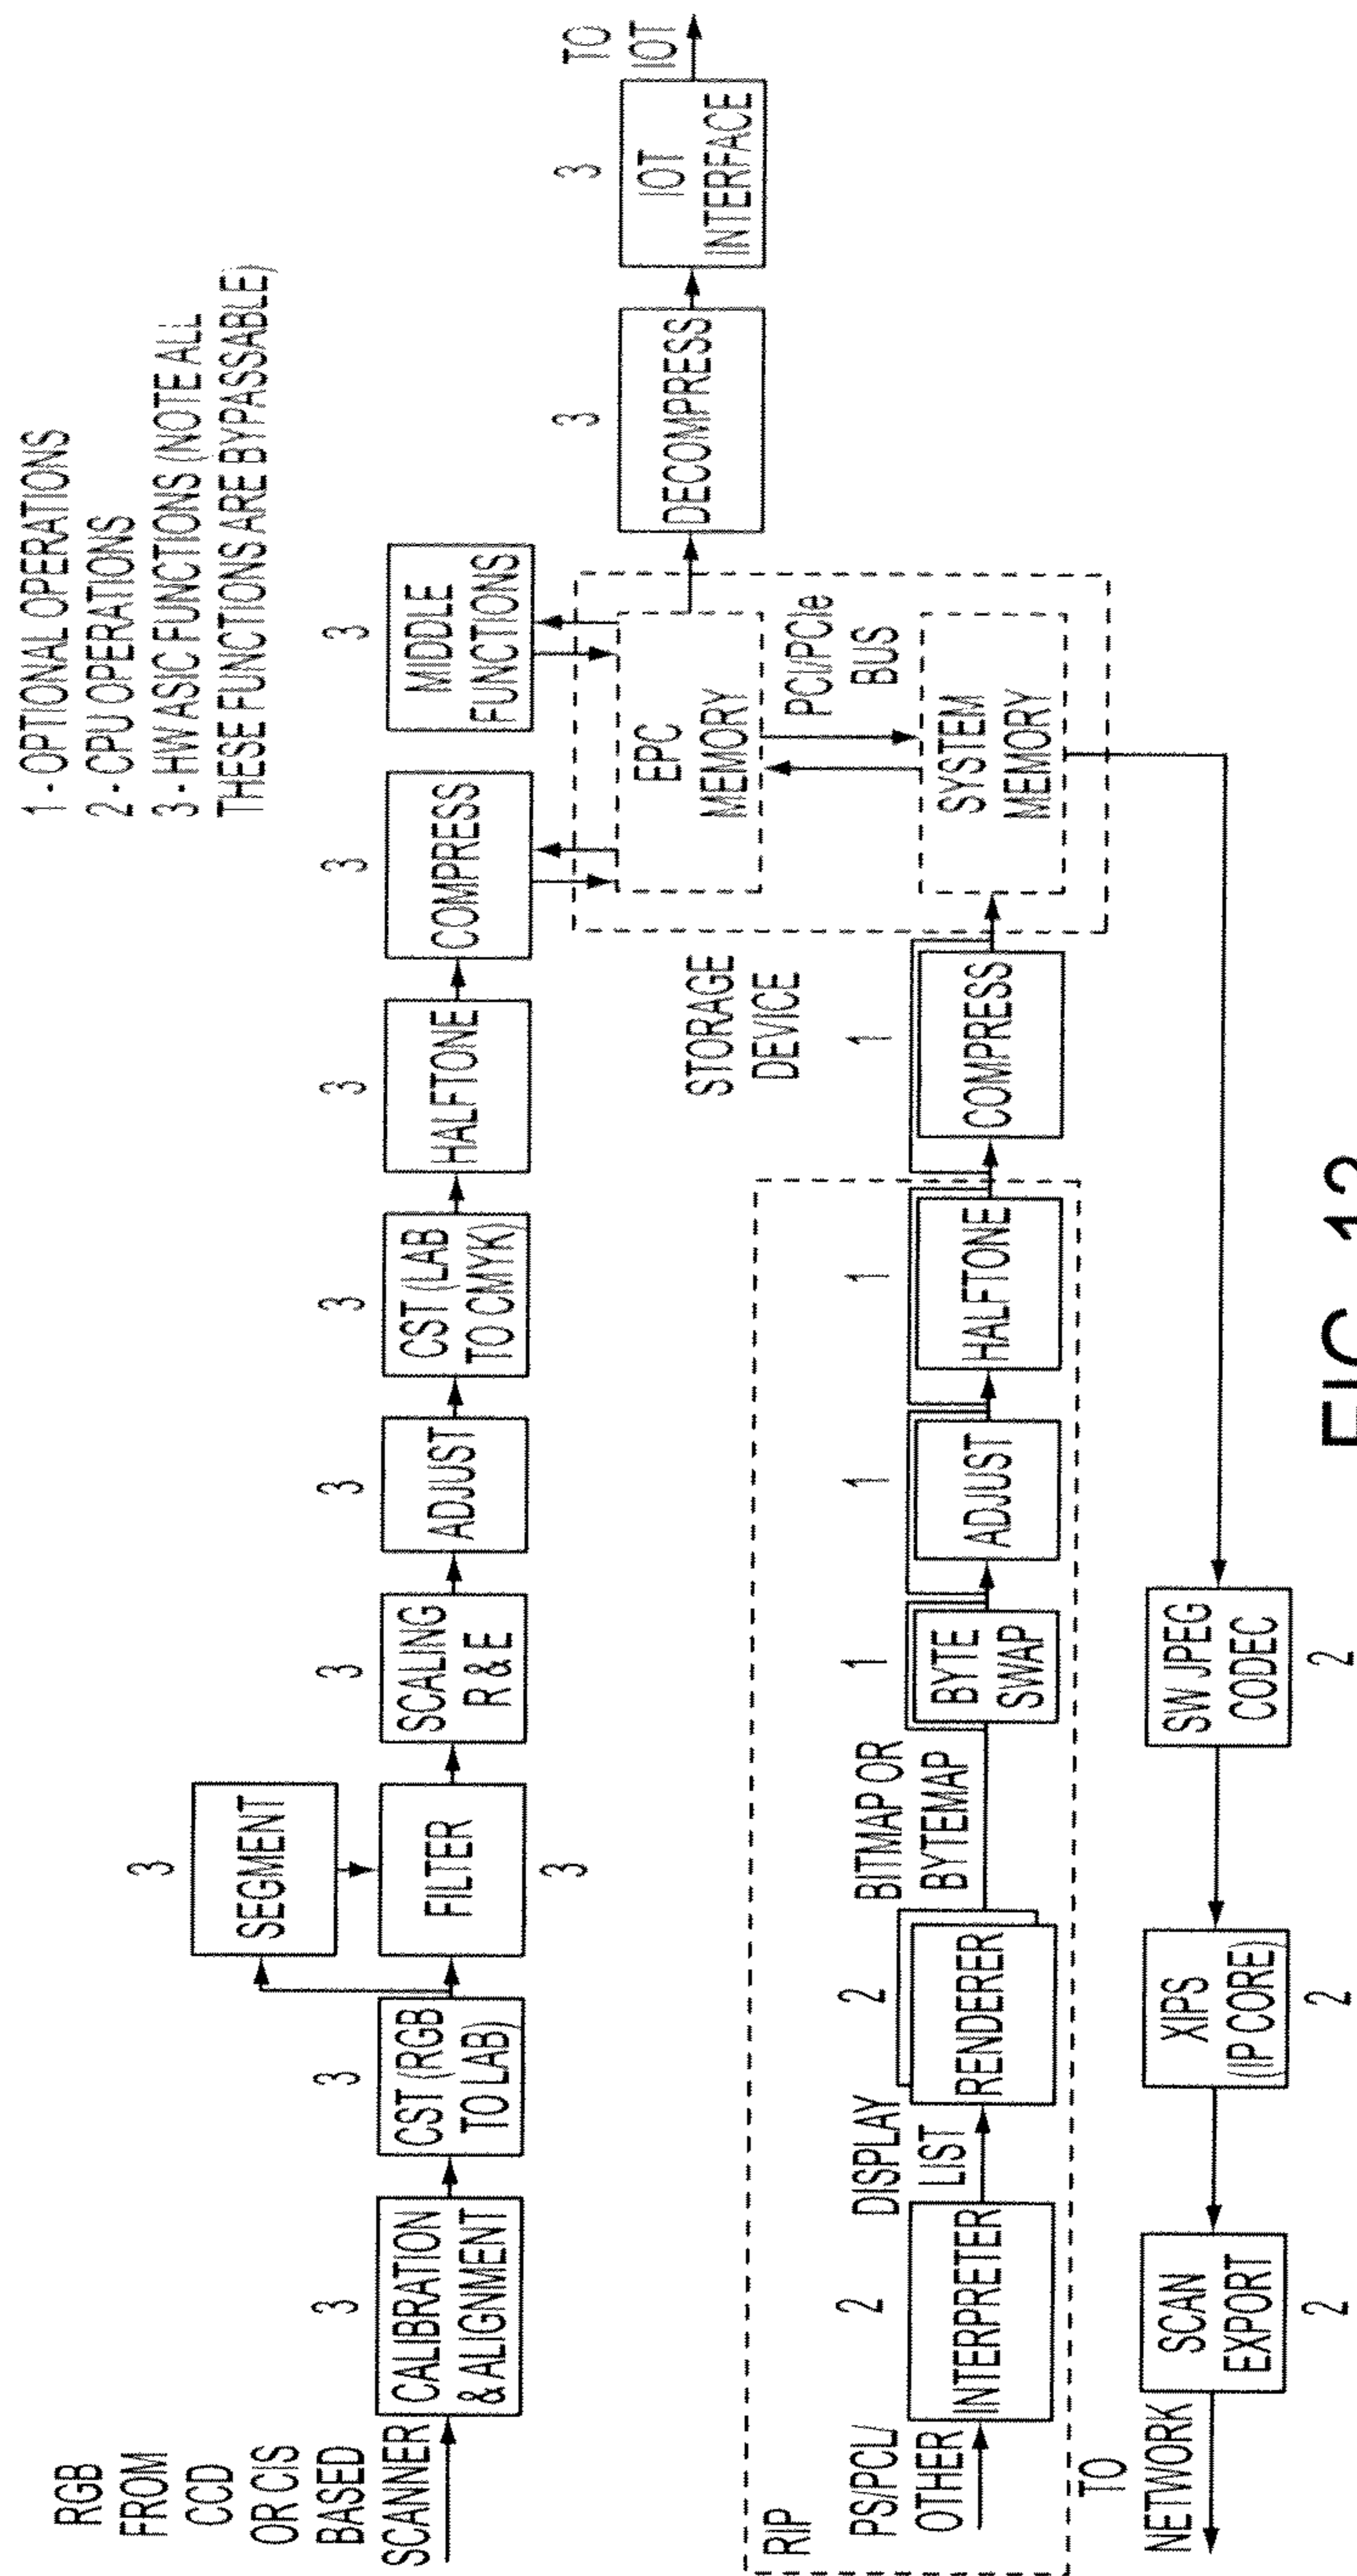 1 - OPTIONAL OPERATIONS
2 - CPU OPERATIONS
3 - HW ASIC FUNCTIONS (NOTE ALL
THESE FUNCTIONS ARE BYPASSABLE)
RGB
FROM
CCD
OR CIS
BASED
SCANNER
3
CALIBRATION
& ALIGNMENT
3
CST (RGB
TO LAB)
3
SEGMENT
FILTER
3
3
SCALING
R & E
3
ADJUST
3
CST (LAB
TO CMYK)
3
HALFTONE
3
COMPRESS
3
MIDDLE
FUNCTIONS
EPC
MEMORY
PCI/PCIe
BUS
SYSTEM
MEMORY
STORAGE
DEVICE
3
DECOMPRESS
3
IOT
INTERFACE
TO
IOT
RIP
PS/PCL/
OTHER
2
INTERPRETER
DISPLAY
LIST
2
RENDERER
BITMAP OR
BYTEMAP
1
BYTE
SWAP
1
ADJUST
1
HALFTONE
1
COMPRESS
TO
NETWORK
SCAN
EXPORT
2
XIPS
(IP CORE)
2
SW JPEG
CODEC
2